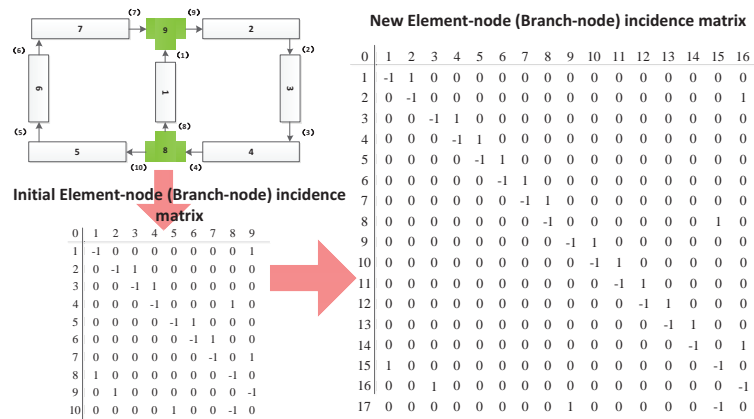 (7)
(9)
7
9
2
(6)
(1)
(2)
6
1
3
(5)
(8)
(3)
5
8
4
(10)
(4)
Initial Element-node (Branch-node) incidence
matrix
0 1 2 3 4 5 6 7 8 9
1 -1 0 0 0 0 0 0 0 1
2 0 -1 1 0 0 0 0 0 0
3 0 0 -1 1 0 0 0 0 0
4 0 0 0 -1 0 0 0 1 0
5 0 0 0 0 -1 1 0 0 0
6 0 0 0 0 0 -1 1 0 0
7 0 0 0 0 0 0 -1 0 1
8 1 0 0 0 0 0 0 -1 0
9 0 1 0 0 0 0 0 0 -1
10 0 0 0 0 1 0 0 -1 0
New Element-node (Branch-node) incidence matrix
0 1 2 3 4 5 6 7 8 9 10 11 12 13 14 15 16
1 -1 1 0 0 0 0 0 0 0 0 0 0 0 0 0 0
2 0 -1 0 0 0 0 0 0 0 0 0 0 0 0 0 1
3 0 0 -1 1 0 0 0 0 0 0 0 0 0 0 0 0
4 0 0 0 -1 1 0 0 0 0 0 0 0 0 0 0 0
5 0 0 0 0 -1 1 0 0 0 0 0 0 0 0 0 0
6 0 0 0 0 0 -1 1 0 0 0 0 0 0 0 0 0
7 0 0 0 0 0 0 -1 1 0 0 0 0 0 0 0 0
8 0 0 0 0 0 0 0 -1 0 0 0 0 0 0 1 0
9 0 0 0 0 0 0 0 0 -1 1 0 0 0 0 0 0
10 0 0 0 0 0 0 0 0 0 -1 1 0 0 0 0 0
11 0 0 0 0 0 0 0 0 0 0 -1 1 0 0 0 0
12 0 0 0 0 0 0 0 0 0 0 0 -1 1 0 0 0
13 0 0 0 0 0 0 0 0 0 0 0 0 -1 1 0 0
14 0 0 0 0 0 0 0 0 0 0 0 0 0 -1 0 1
15 1 0 0 0 0 0 0 0 0 0 0 0 0 0 -1 0
16 0 0 1 0 0 0 0 0 0 0 0 0 0 0 0 -1
17 0 0 0 0 0 0 0 0 1 0 0 0 0 0 -1 0